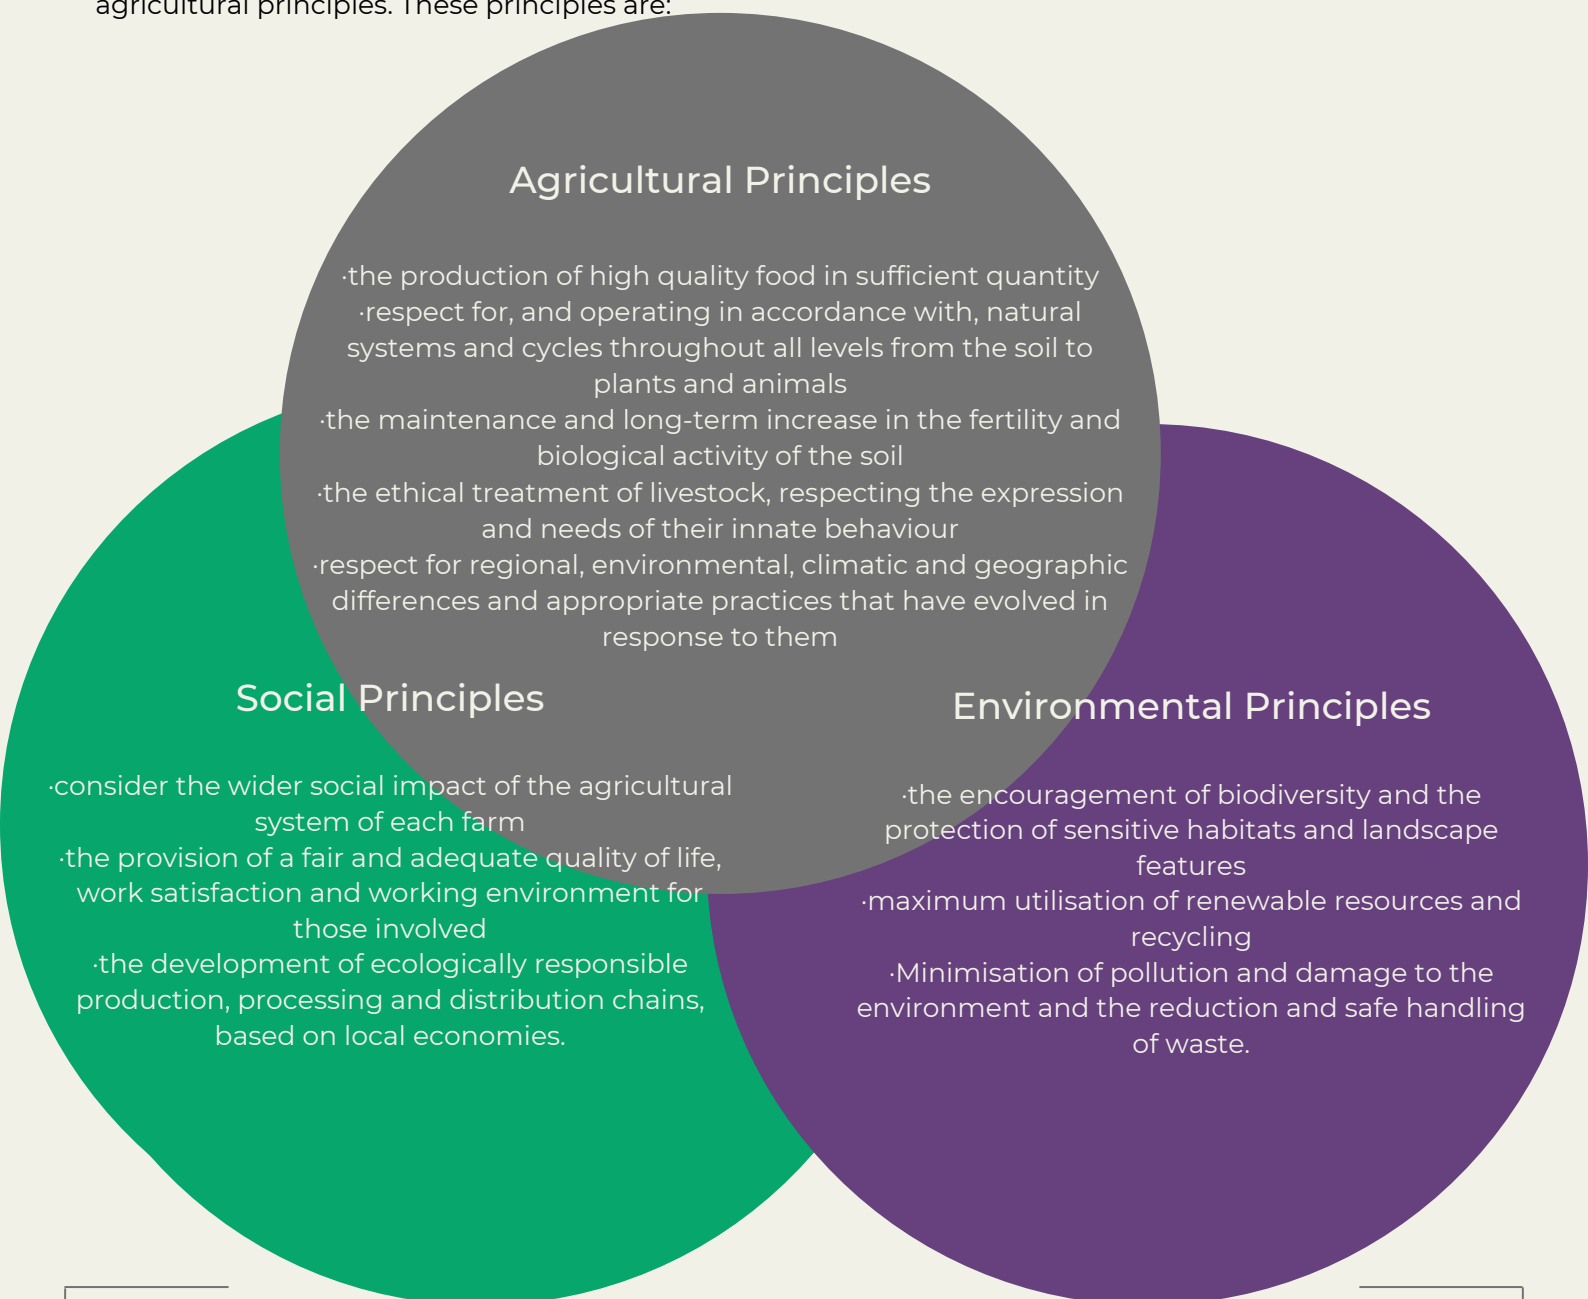 agricultural principles. These principles are:
Agricultural Principles
·the production of high quality food in sufficient quantity
·respect for, and operating in accordance with, natural
systems and cycles throughout all levels from the soil to
plants and animals
·the maintenance and long-term increase in the fertility and
biological activity of the soil
·the ethical treatment of livestock, respecting the expression
and needs of their innate behaviour
·respect for regional, environmental, climatic and geographic
differences and appropriate practices that have evolved in
response to them
Social Principles
·consider the wider social impact of the agricultural
system of each farm
·the provision of a fair and adequate quality of life,
work satisfaction and working environment for
those involved
·the development of ecologically responsible
production, processing and distribution chains,
based on local economies.
Environmental Principles
·the encouragement of biodiversity and the
protection of sensitive habitats and landscape
features
·maximum utilisation of renewable resources and
recycling
·Minimisation of pollution and damage to the
environment and the reduction and safe handling
of waste.